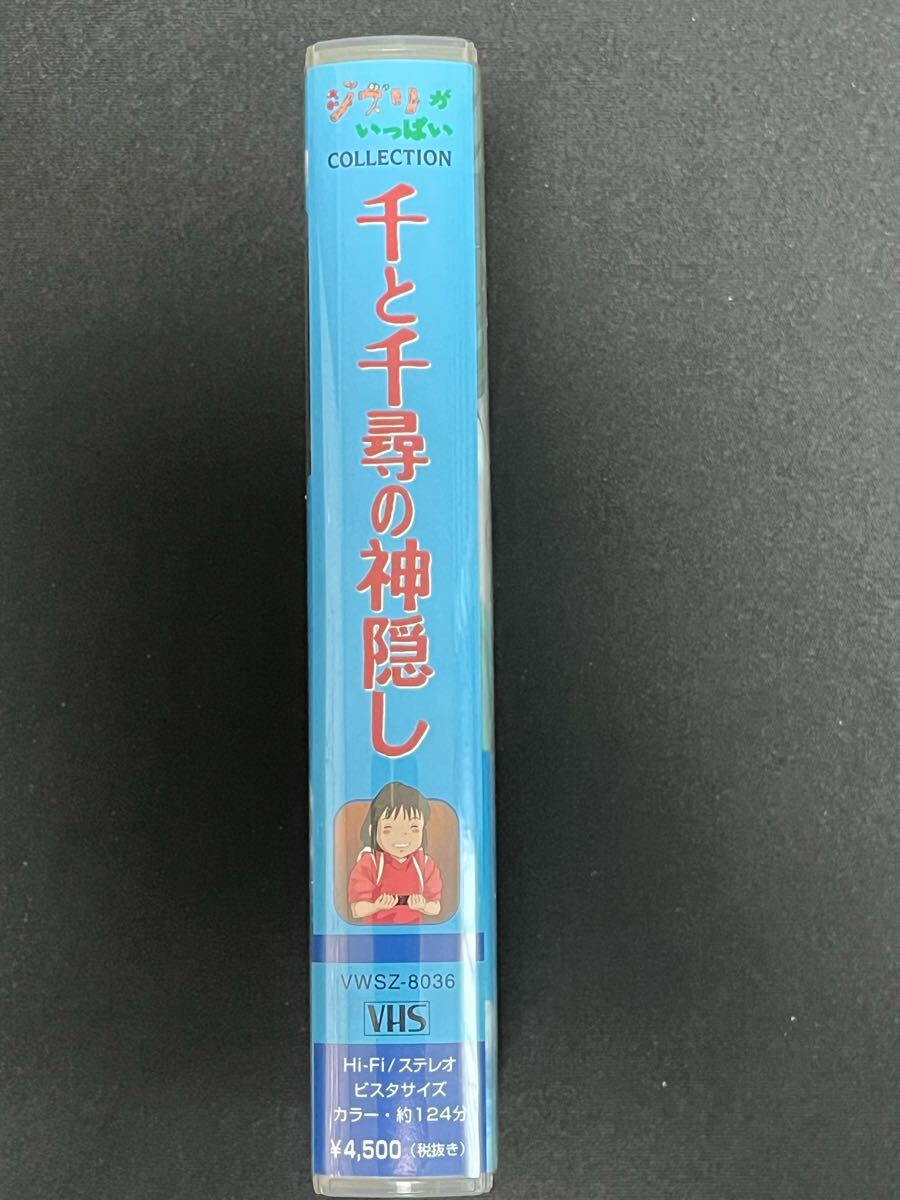 ジブリが
いっぱい
COLLECTION
千と千尋の神隠し
VWSZ-8036
VHS
Hi-Fi/ステレオ
ビスタサイズ
カラー・約124分
¥4,500（税抜き）